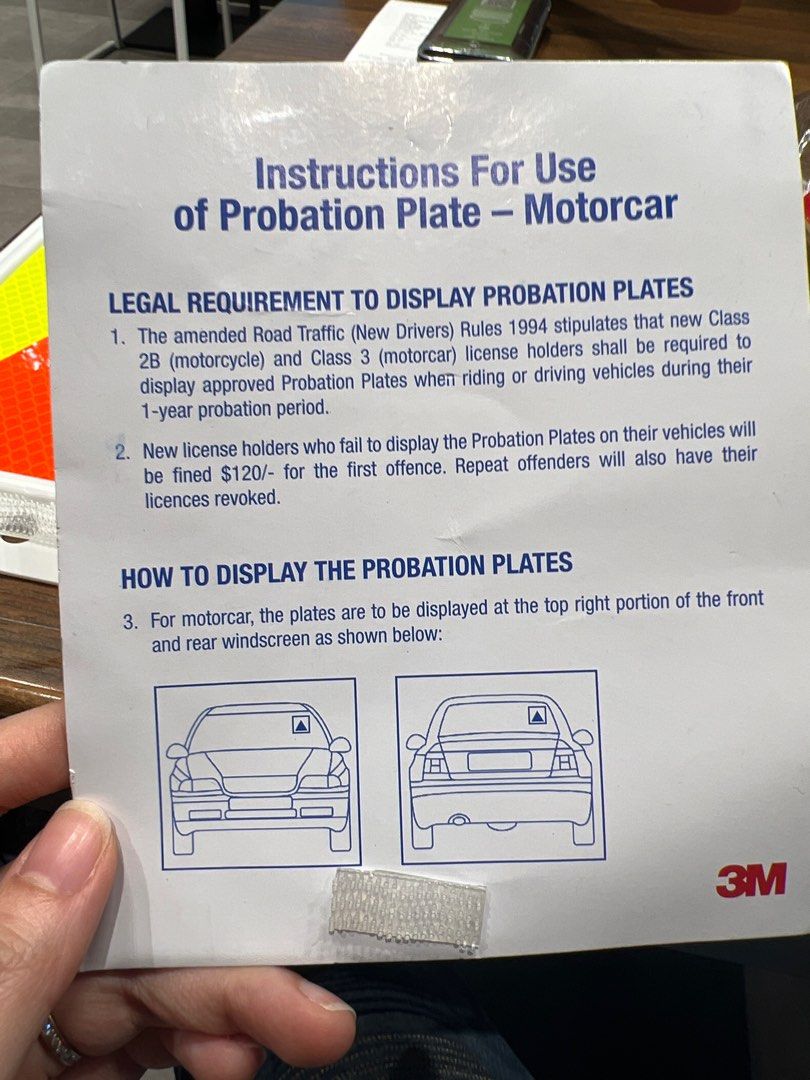 Instructions For Use
of Probation Plate – Motorcar
LEGAL REQUIREMENT TO DISPLAY PROBATION PLATES
1. The amended Road Traffic (New Drivers) Rules 1994 stipulates that new Class
2B (motorcycle) and Class 3 (motorcar) license holders shall be required to
display approved Probation Plates when riding or driving vehicles during their
1-year probation period.
2. New license holders who fail to display the Probation Plates on their vehicles will
be fined $120/- for the first offence. Repeat offenders will also have their
licences revoked.
HOW TO DISPLAY THE PROBATION PLATES
3. For motorcar, the plates are to be displayed at the top right portion of the front
and rear windscreen as shown below:
3M